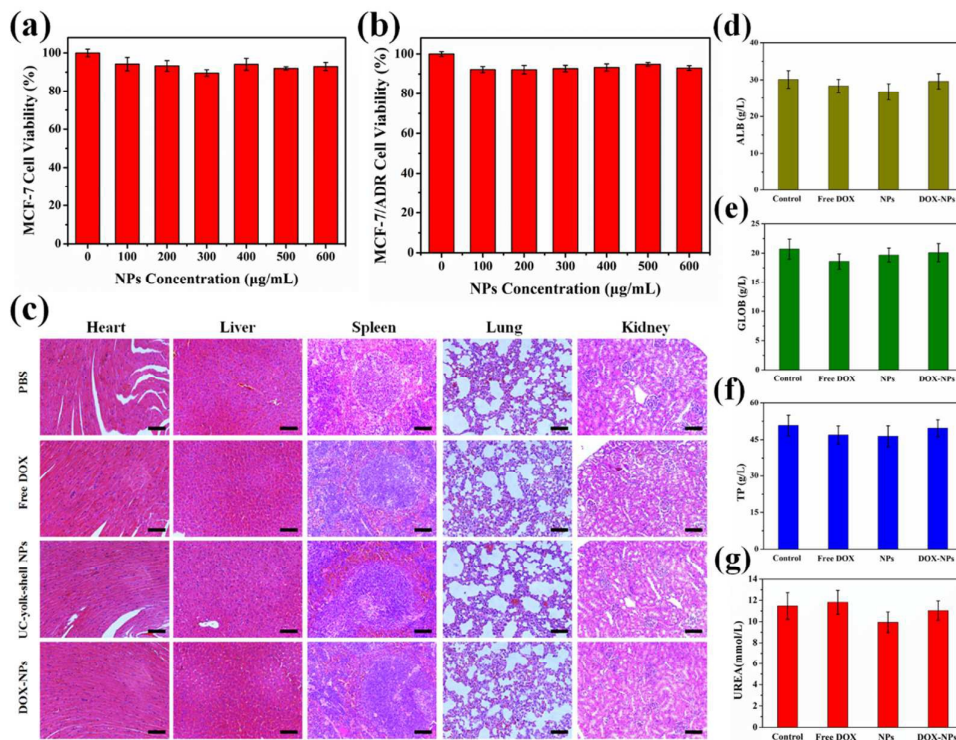 (a)
MCF-7 Cell Viability (%)
100
80
60
40
20
0
0 100 200 300 400 500 600
NPs Concentration (μg/mL)
(b)
MCF-7/ADR Cell Viability (%)
100
80
60
40
20
0
0 100 200 300 400 500 600
NPs Concentration (μg/mL)
(c)
Heart Liver Spleen Lung Kidney
PBS
Free DOX
UC-yolk-shell NPs
DOX-NPs
(d)
ALB (g/L)
40
30
20
10
0
Control Free DOX NPs DOX-NPs
(e)
GLOB (g/L)
25
20
15
10
5
0
Control Free DOX NPs DOX-NPs
(f)
TP (g/L)
60
45
30
15
0
Control Free DOX NPs DOX-NPs
(g)
UREA(mmol/L)
14
12
10
8
6
4
2
0
Control Free DOX NPs DOX-NPs